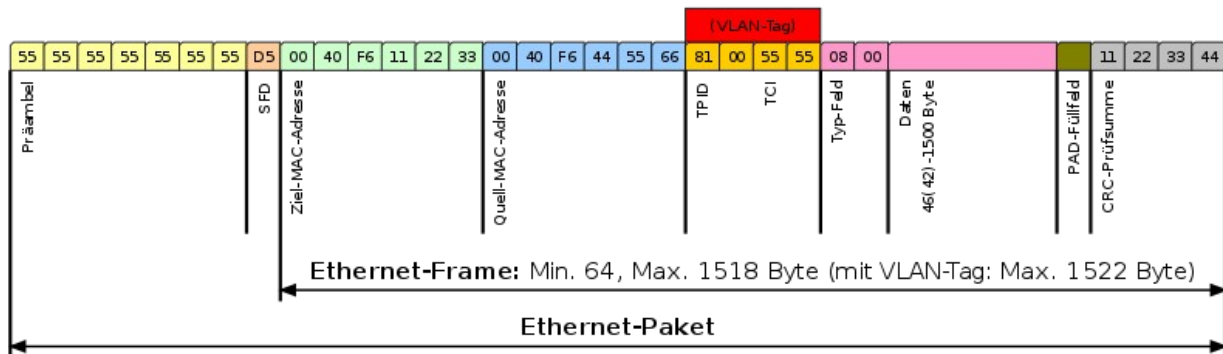 (VLAN-Tag)
55 55 55 55 55 55 55 D5 00 40 F6 11 22 33 00 40 F6 44 55 66 81 00 55 55 08 00 11 22 33 44
Präambel
SFD
Ziel-MAC-Adresse
Quell-MAC-Adresse
TPID
TCI
Typ-Feld
Daten
46(42)-1500 Byte
PAD-Füllfeld
CRC-Prüfsumme
Ethernet-Frame: Min. 64, Max. 1518 Byte (mit VLAN-Tag: Max. 1522 Byte)
Ethernet-Paket